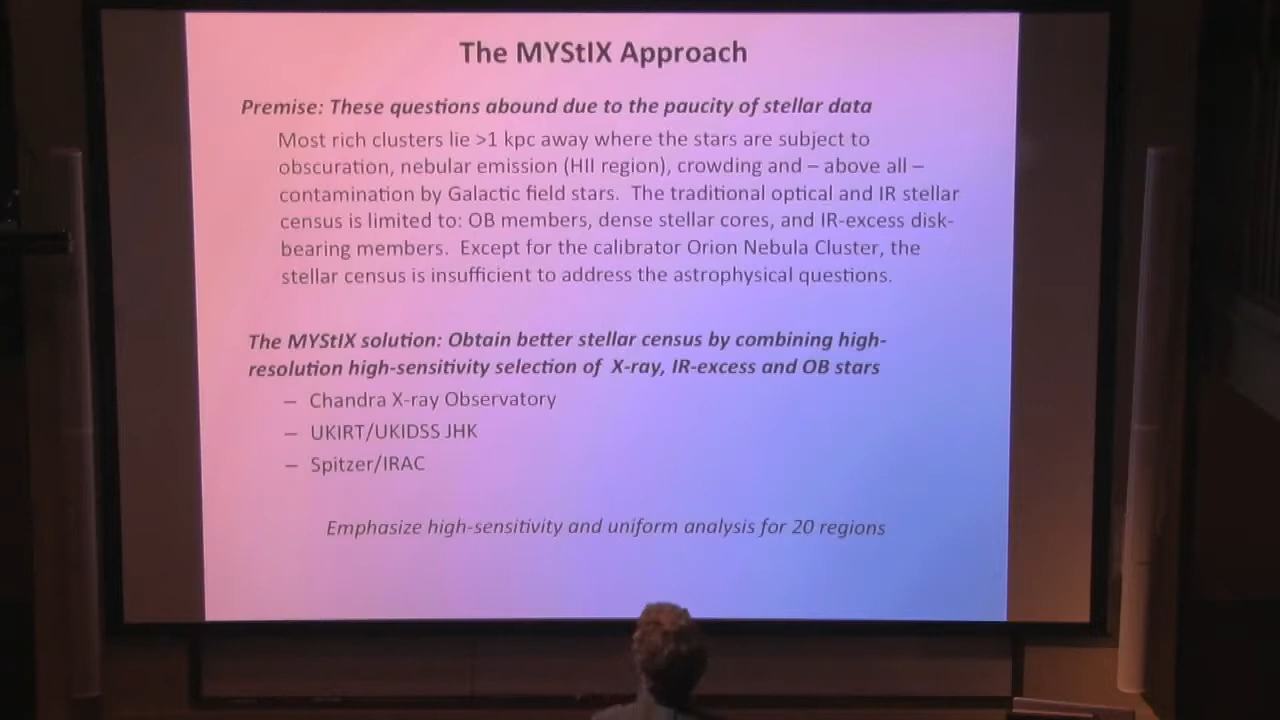 The MYStIX Approach
Premise: These questions abound due to the paucity of stellar data
Most rich clusters lie >1 kpc away where the stars are subject to
obscuration, nebular emission (HII region), crowding and – above all –
contamination by Galactic field stars. The traditional optical and IR stellar
census is limited to: OB members, dense stellar cores, and IR-excess disk-
bearing members. Except for the calibrator Orion Nebula Cluster, the
stellar census is insufficient to address the astrophysical questions.
The MYStIX solution: Obtain better stellar census by combining high-
resolution high-sensitivity selection of X-ray, IR-excess and OB stars
– Chandra X-ray Observatory
– UKIRT/UKIDSS JHK
– Spitzer/IRAC
Emphasize high-sensitivity and uniform analysis for 20 regions